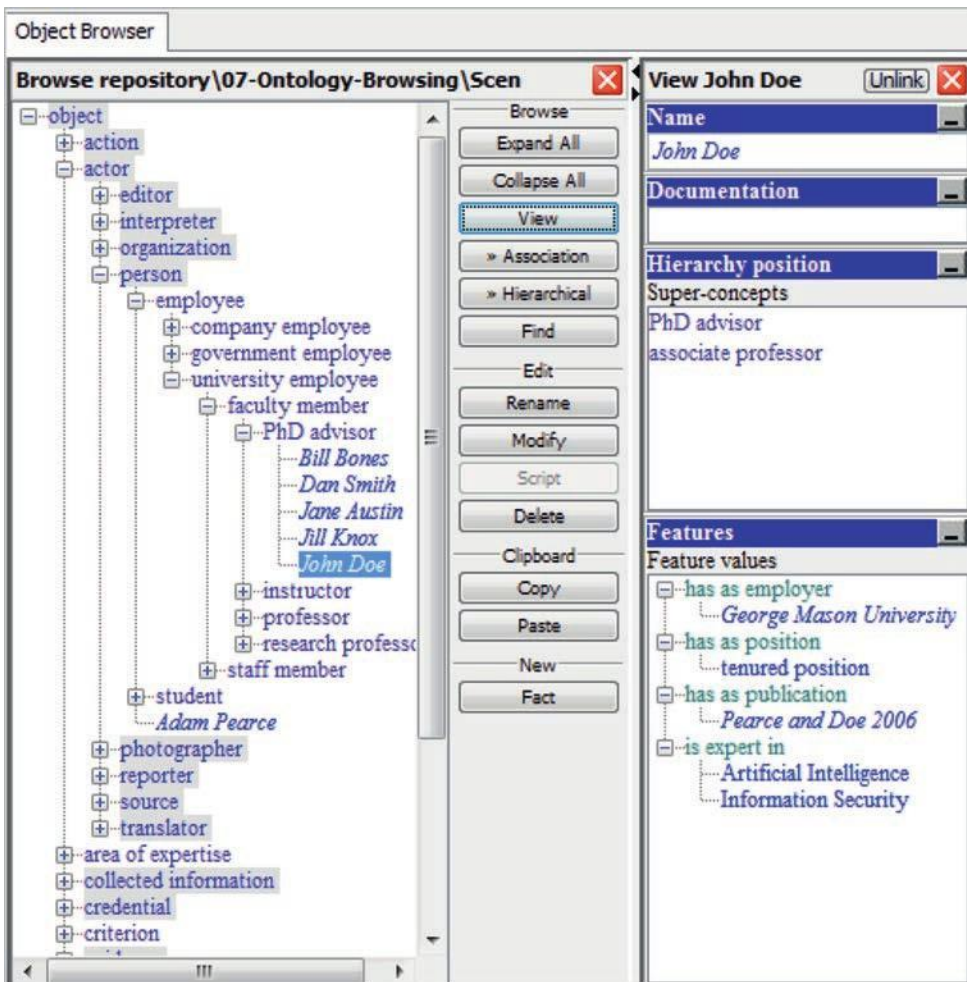 Object Browser
Browse repository\07-Ontology-Browsing\Scen
object
action
actor
editor
interpreter
organization
person
employee
company employee
government employee
university employee
faculty member
PhD advisor
Bill Bones
Dan Smith
Jane Austin
Jill Knox
John Doe
instructor
professor
research professo
staff member
student
Adam Pearce
photographer
reporter
source
translator
area of expertise
collected information
credential
criterion
Browse
Expand All
Collapse All
View
» Association
» Hierarchical
Find
Edit
Rename
Modify
Script
Delete
Clipboard
Copy
Paste
New
Fact
View John Doe Unlink
Name
John Doe
Documentation
Hierarchy position
Super-concepts
PhD advisor
associate professor
Features
Feature values
has as employer
George Mason University
has as position
tenured position
has as publication
Pearce and Doe 2006
is expert in
Artificial Intelligence
Information Security